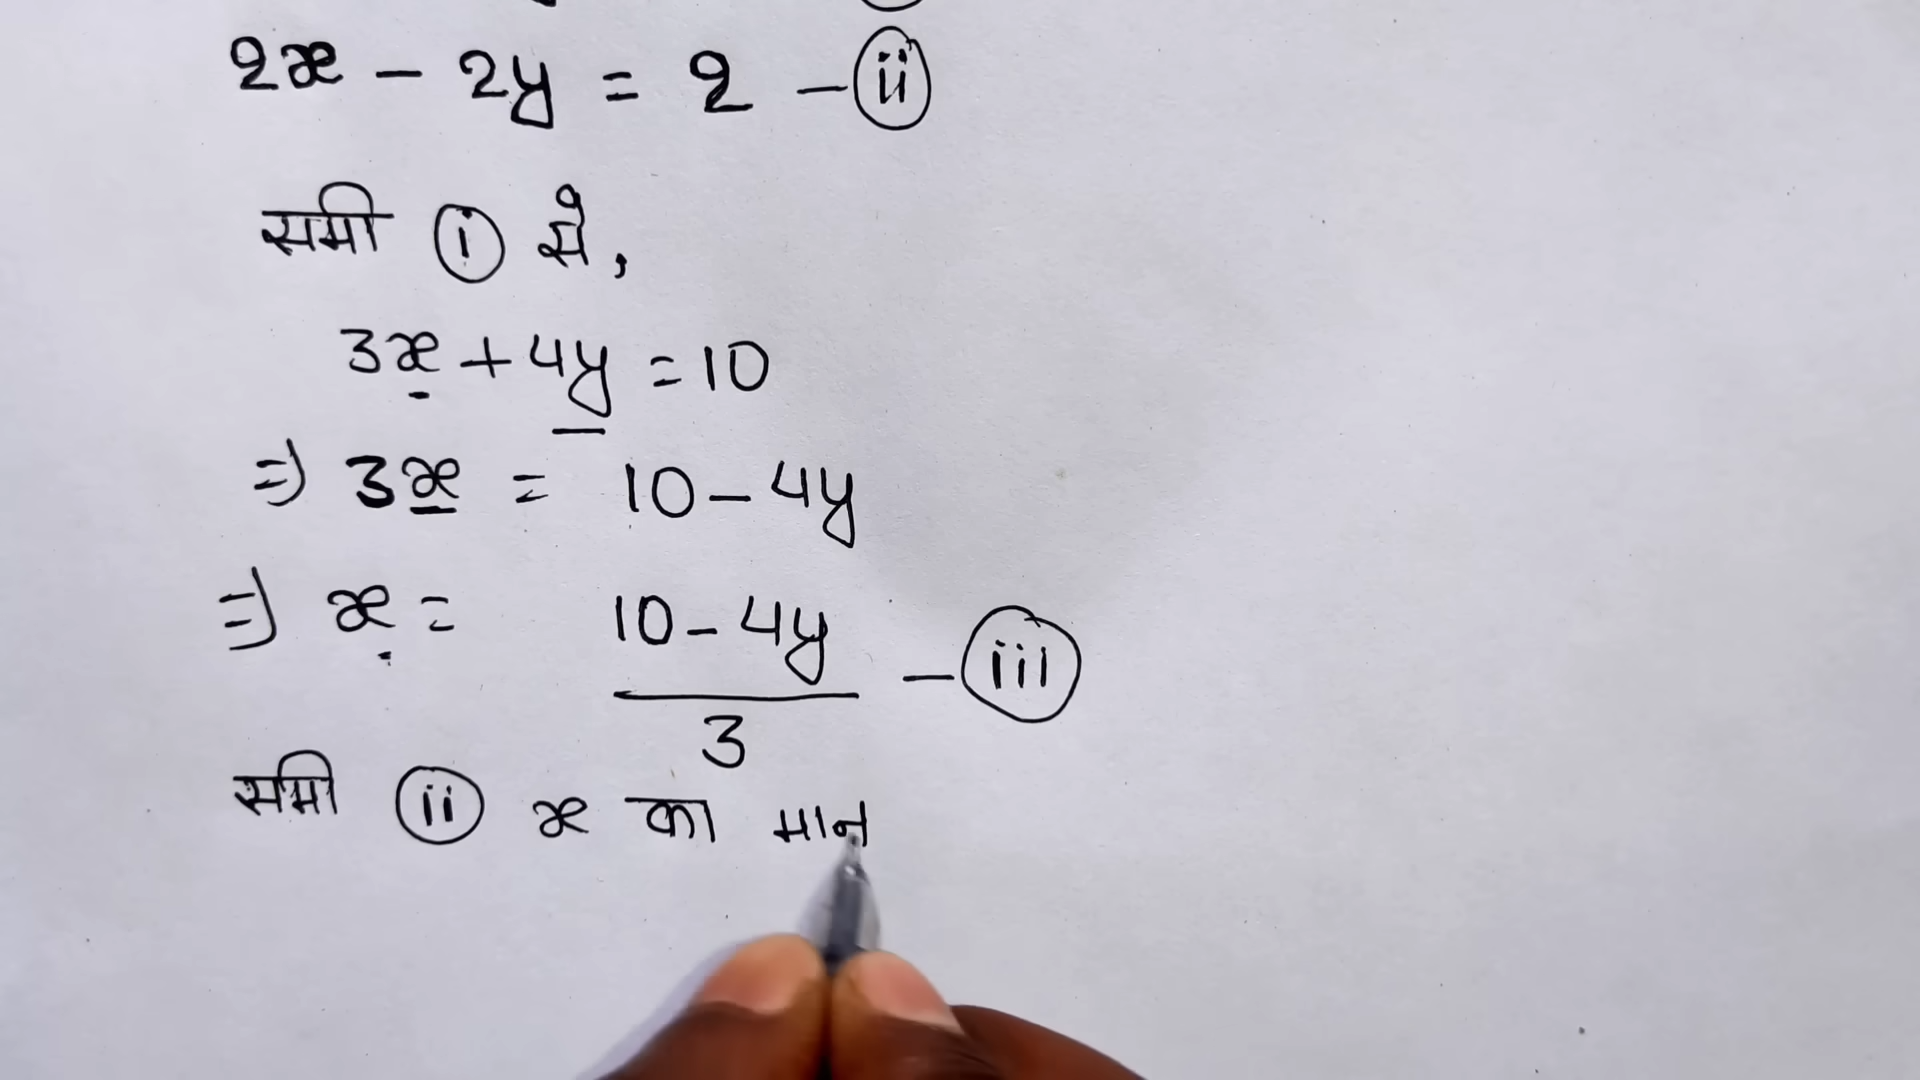 2x - 2y = 2 - (ii)
समी (i) से,
3x + 4y = 10
=) 3x = 10 - 4y
=) x = 10 - 4y / 3 - (iii)
समी (ii) x का मान